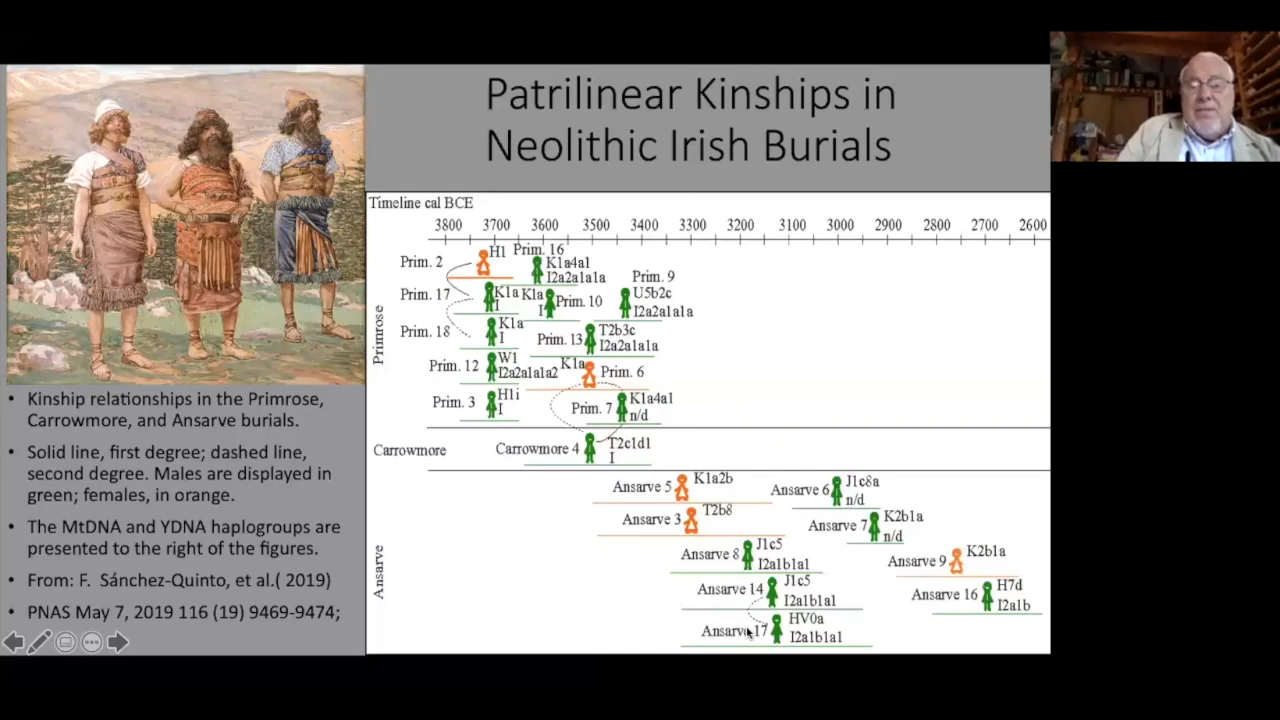 Patrilinear Kinships in
Neolithic Irish Burials
Timeline cal BCE
3800 3700 3600 3500 3400 3300 3200 3100 3000 2900 2800 2700 2600
Primrose
Prim. 2
H1
Prim. 16
K1a4a1
I2a2a1a1a
Prim. 9
U5b2c
I2a2a1a1a
Prim. 17
K1a
I
K1a
I
Prim. 10
Prim. 18
K1a
I
Prim. 13
T2b3c
I2a2a1a1a
Prim. 12
W1
I2a2a1a1a2
K1a
Prim. 6
Prim. 3
H1i
I
Prim. 7
K1a4a1
n/d
Carrowmore
Carrowmore 4
T2c1d1
I
Ansarve
Ansarve 5
K1a2b
Ansarve 6
J1c8a
n/d
Ansarve 3
T2b8
Ansarve 7
K2b1a
n/d
Ansarve 8
J1c5
I2a1b1a1
Ansarve 9
K2b1a
Ansarve 14
J1c5
I2a1b1a1
Ansarve 16
H7d
I2a1b
Ansarve 17
HV0a
I2a1b1a1
• Kinship relationships in the Primrose,
Carrowmore, and Ansarve burials.
• Solid line, first degree; dashed line,
second degree. Males are displayed in
green; females, in orange.
• The MtDNA and YDNA haplogroups are
presented to the right of the figures.
• From: F. Sánchez-Quinto, et al.( 2019)
• PNAS May 7, 2019 116 (19) 9469-9474;